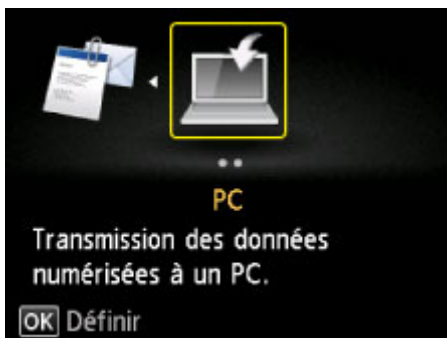 PC
Transmission des données
numérisées à un PC.
OK Définir